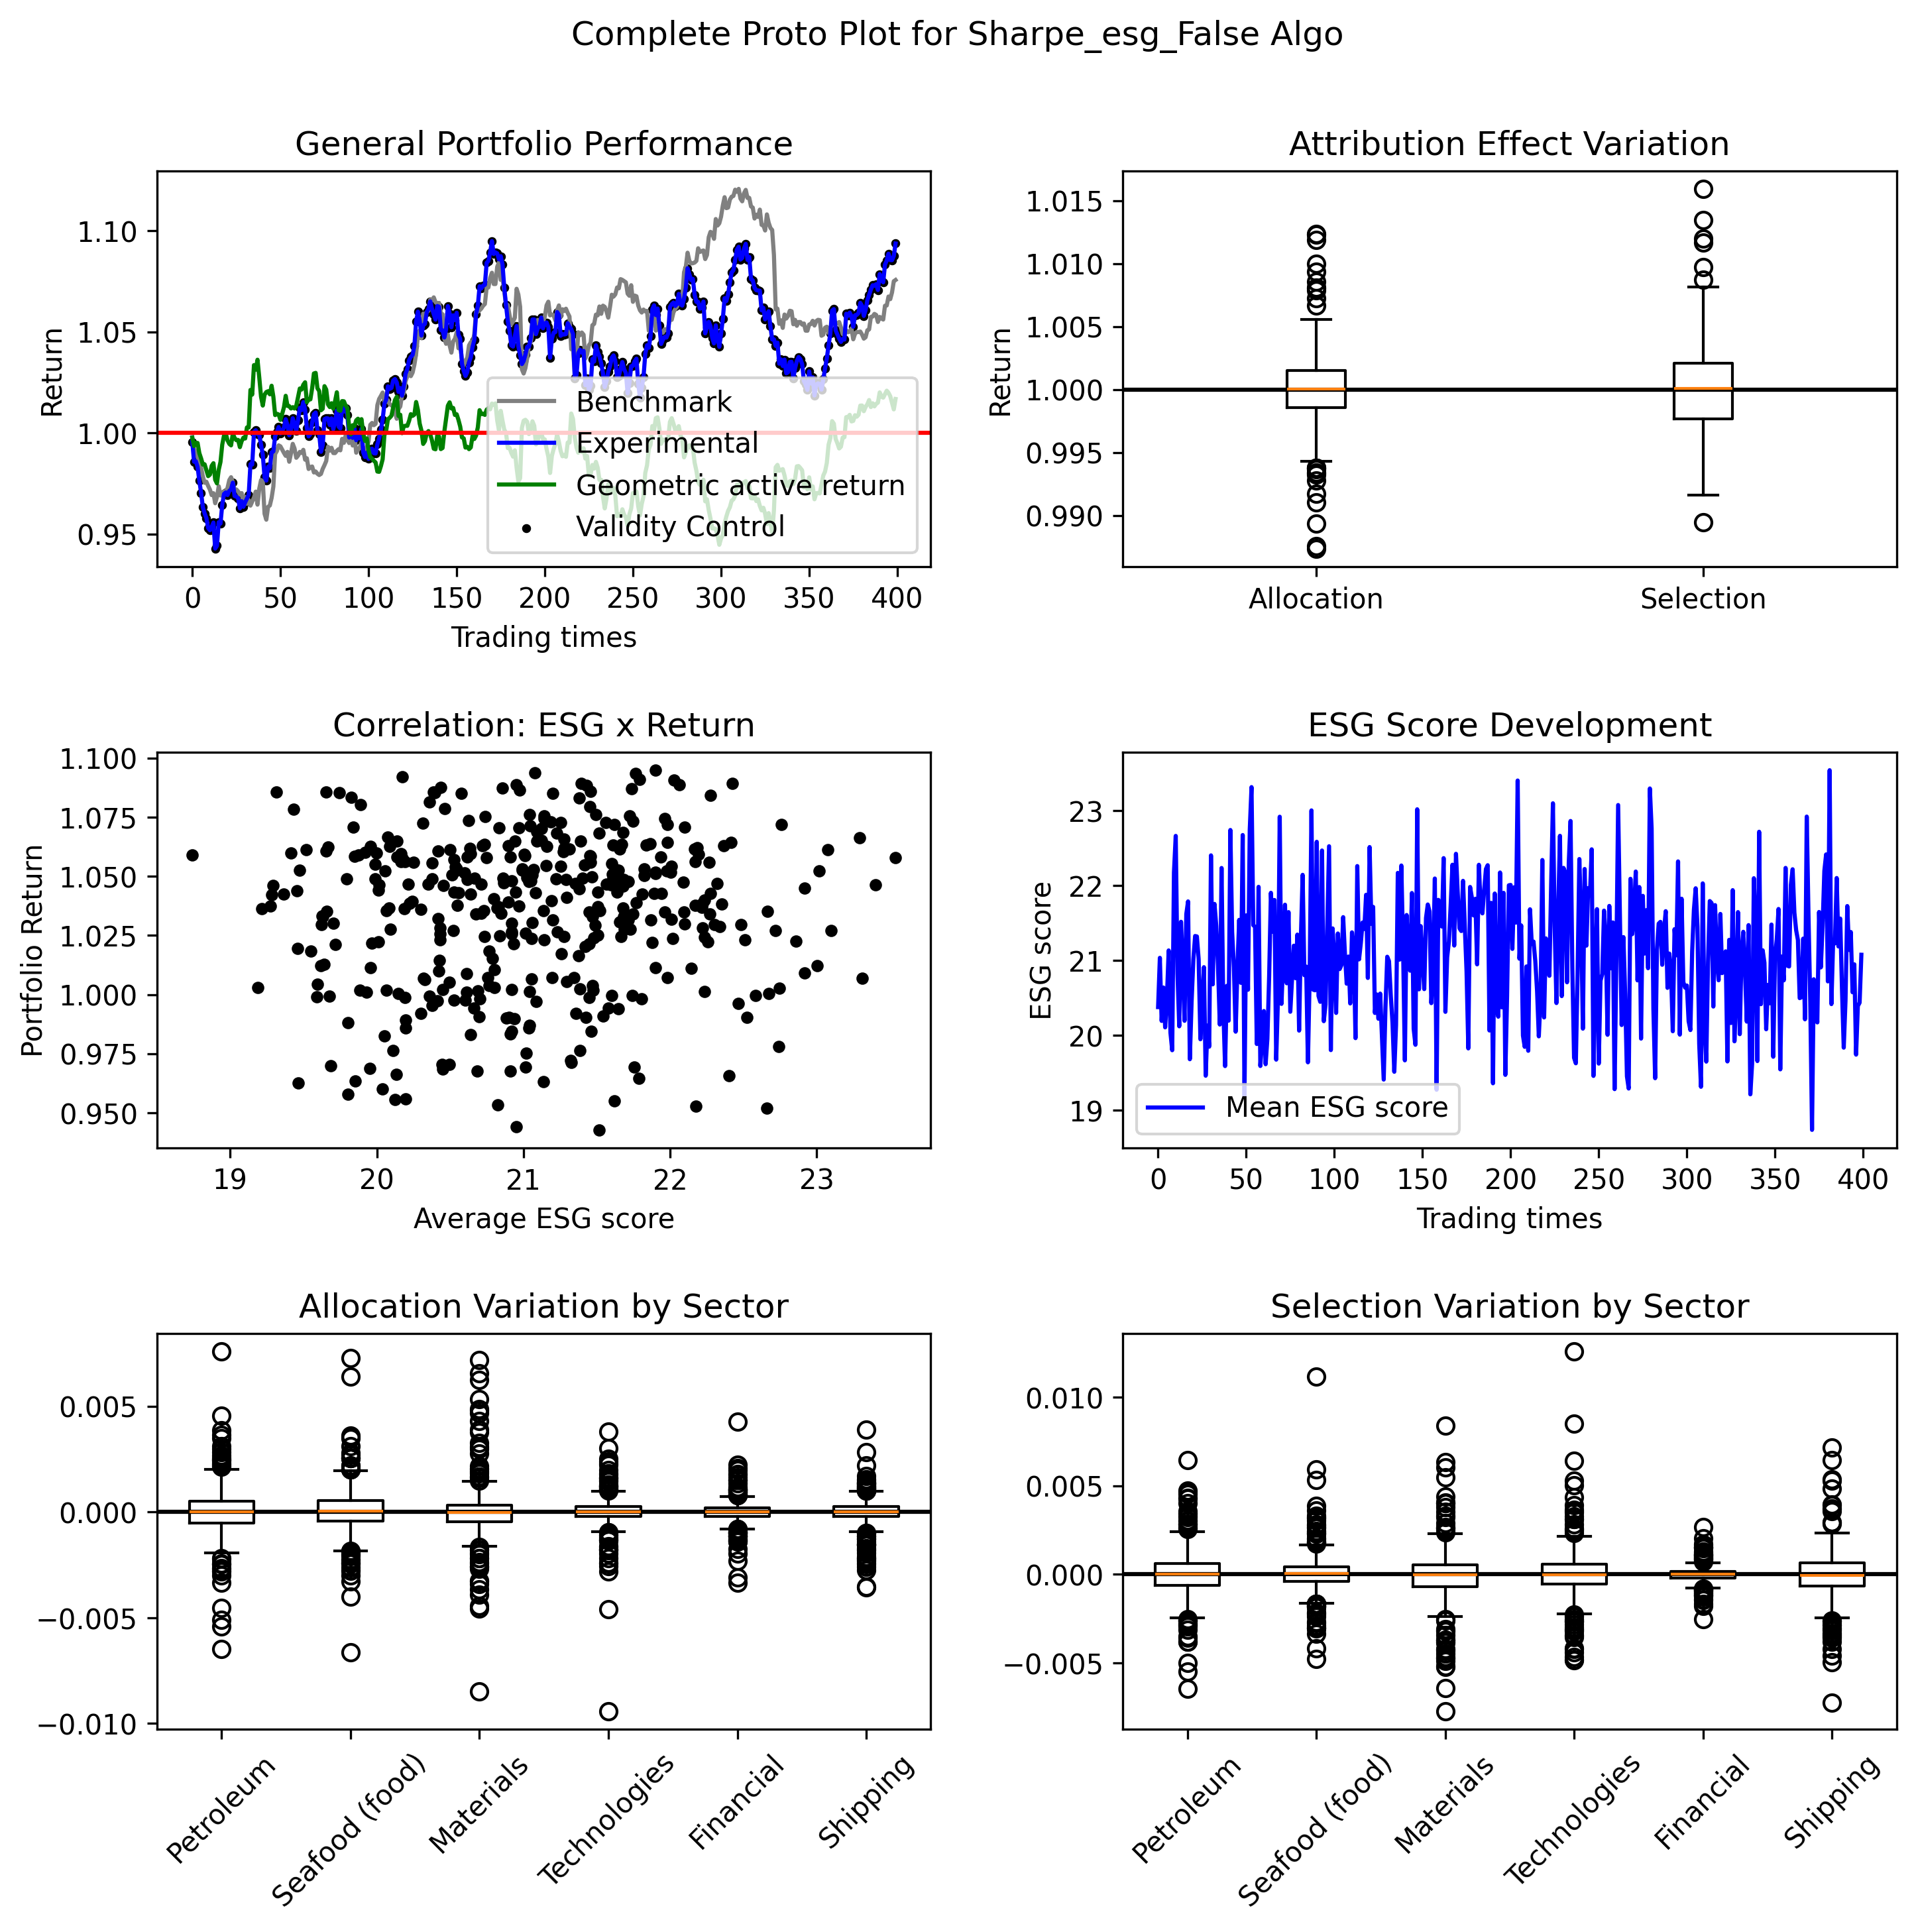 Complete Proto Plot for Sharpe_esg_False Algo
General Portfolio Performance
Return
1.10
1.05
1.00
0.95
Benchmark
Experimental
Geometric active return
Validity Control
0 50 100 150 200 250 300 350 400
Trading times
Attribution Effect Variation
Return
1.015
1.010
1.005
1.000
0.995
0.990
Allocation Selection
Correlation: ESG x Return
Portfolio Return
1.100
1.075
1.050
1.025
1.000
0.975
0.950
19 20 21 22 23
Average ESG score
ESG Score Development
ESG score
23
22
21
20
19
Mean ESG score
0 50 100 150 200 250 300 350 400
Trading times
Allocation Variation by Sector
0.005
0.000
−0.005
−0.010
Petroleum
Seafood (food)
Materials
Technologies
Financial
Shipping
Selection Variation by Sector
0.010
0.005
0.000
−0.005
Petroleum
Seafood (food)
Materials
Technologies
Financial
Shipping